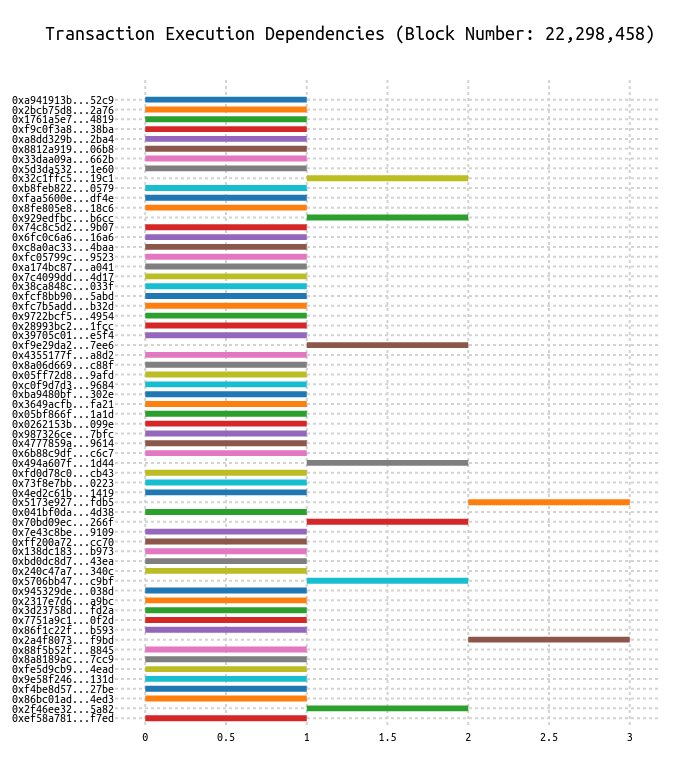 Transaction Execution Dependencies (Block Number: 22,298,458)
0xa941913b...52c9
0x2bcb75d8...2a76
0x1761a5e7...4819
0xf9c0f3a8...38ba
0xa8dd329b...2ba4
0x8812a919...06b8
0x33daa09a...662b
0x5d3da532...1e60
0x32c1ffc5...19c1
0xb8feb822...0579
0xfaa5600e...df4e
0x8fe805e8...18c6
0x929edfbc...b6cc
0x74c8c5d2...9b07
0x6fc0c6a6...16a6
0xc8a0ac33...4baa
0xfc05799c...9523
0xa174bc87...a041
0x7c4099dd...4d17
0x38ca848c...033f
0xfcf8bb90...5abd
0xfc7b5add...b32d
0x9722bcf5...4954
0x28993bc2...1fcc
0x39705c01...e5f4
0xf9e29da2...7ee6
0x4355177f...a8d2
0x8a06d669...c88f
0x05ff72d8...9afd
0xc0f9d7d3...9684
0xba9480bf...302e
0x3649acfb...fa21
0x05bf866f...1a1d
0x0262153b...099e
0x987326ce...7bfc
0x4777859a...9614
0x6b88c9df...c6c7
0x494a607f...1d44
0xfd0d78c0...cb43
0x73f8e7bb...0223
0x4ed2c61b...1419
0x5173e927...fdb5
0x041bf0da...4d38
0x70bd09ec...266f
0x7e43c8be...9109
0xff200a72...cc70
0x138dc183...b973
0xbd0dc8d7...43ea
0x240c47a7...340c
0x5706bb47...c9bf
0x945329de...038d
0x2317e7d6...a9bc
0x3d23758d...fd2a
0x7751a9c1...0f2d
0x86f1c22f...b593
0x2a4f8073...f9bd
0x88f5b52f...8845
0x8a8189ac...7cc9
0xfe5d9cb9...4ead
0x9e58f246...131d
0xf4be8d57...27be
0x86bc01ad...4ed3
0x2f46ee32...5a82
0xef58a781...f7ed
0 0.5 1 1.5 2 2.5 3